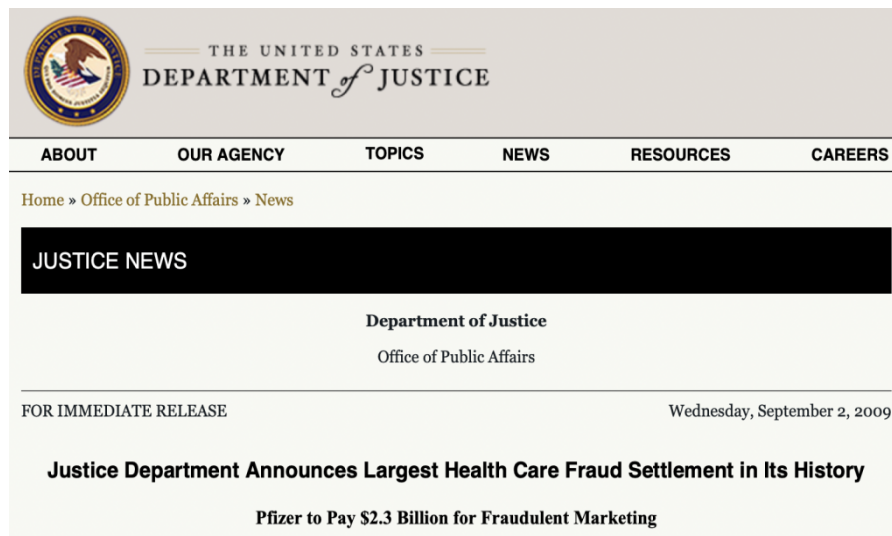 THE UNITED STATES
DEPARTMENT of JUSTICE
ABOUT OUR AGENCY TOPICS NEWS RESOURCES CAREERS
Home » Office of Public Affairs » News
JUSTICE NEWS
Department of Justice
Office of Public Affairs
FOR IMMEDIATE RELEASE Wednesday, September 2, 2009
Justice Department Announces Largest Health Care Fraud Settlement in Its History
Pfizer to Pay $2.3 Billion for Fraudulent Marketing